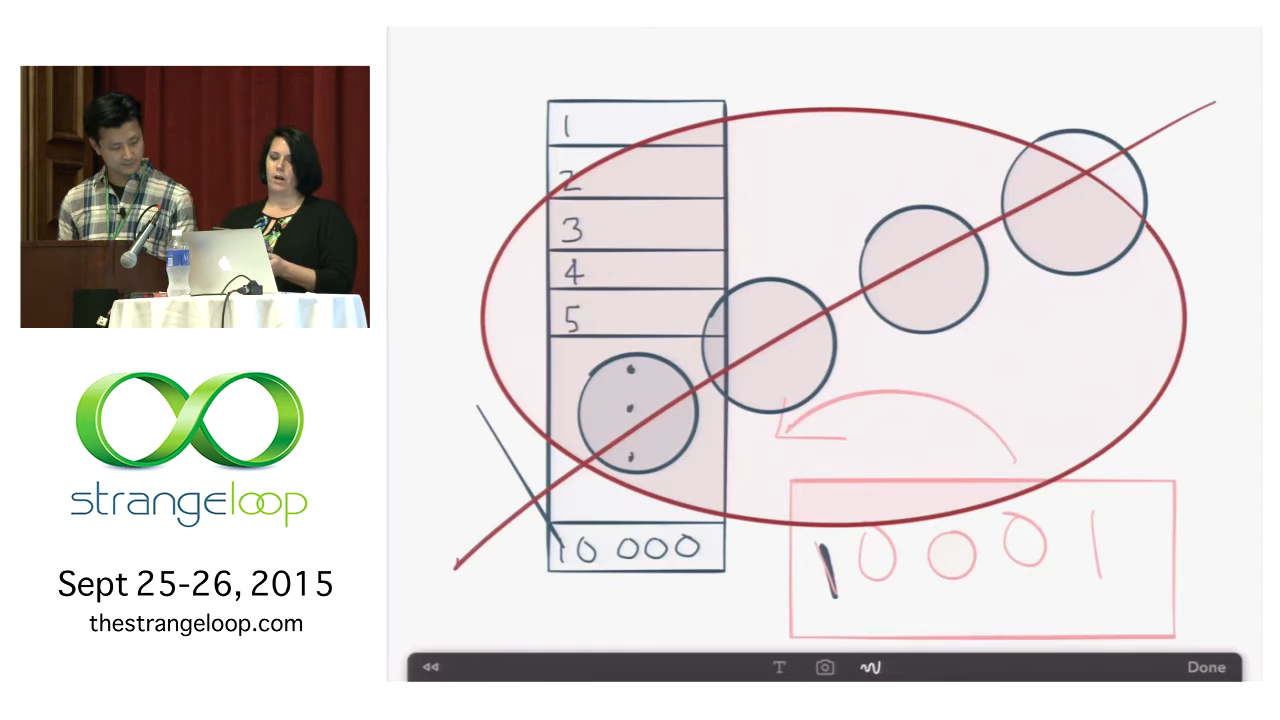 1
2
3
4
5
10 000
10001
strangeloop
Sept 25-26, 2015
thestrangeloop.com
T
Done